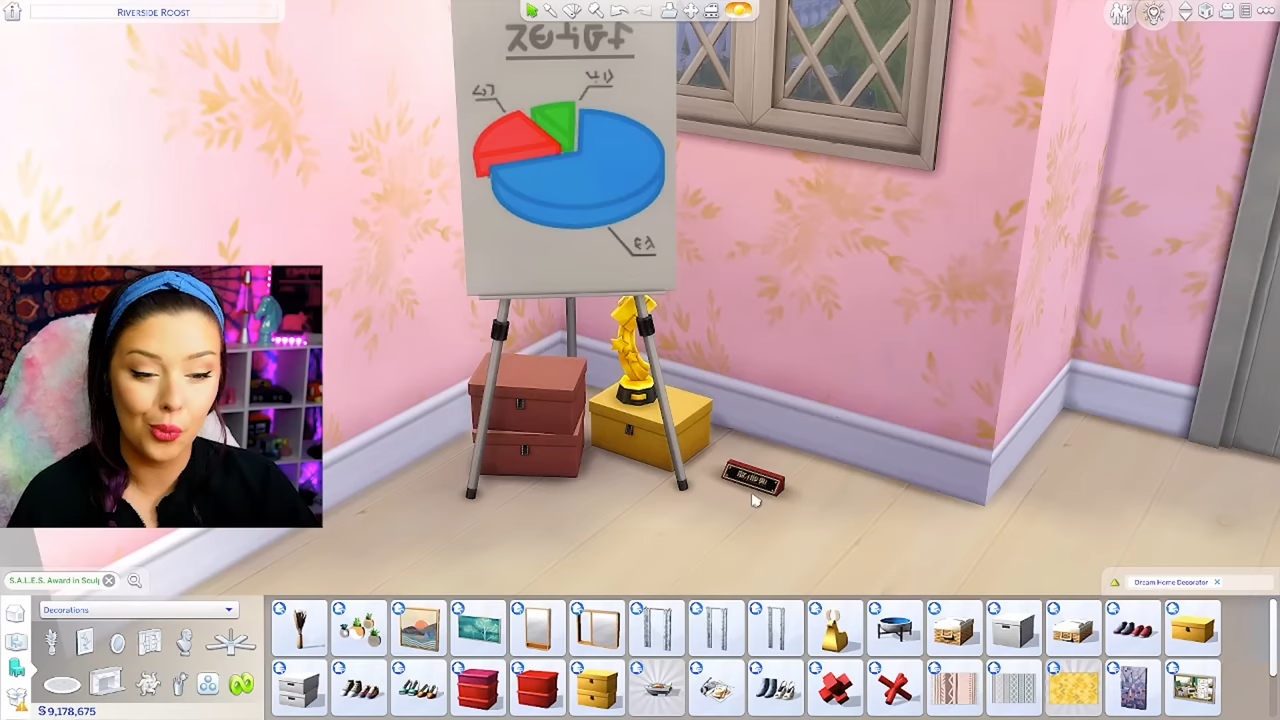 RIVERSIDE ROOST
S.A.L.E.S. Award in Sculp
Dream Home Decorator
Decorations
§9,178,675